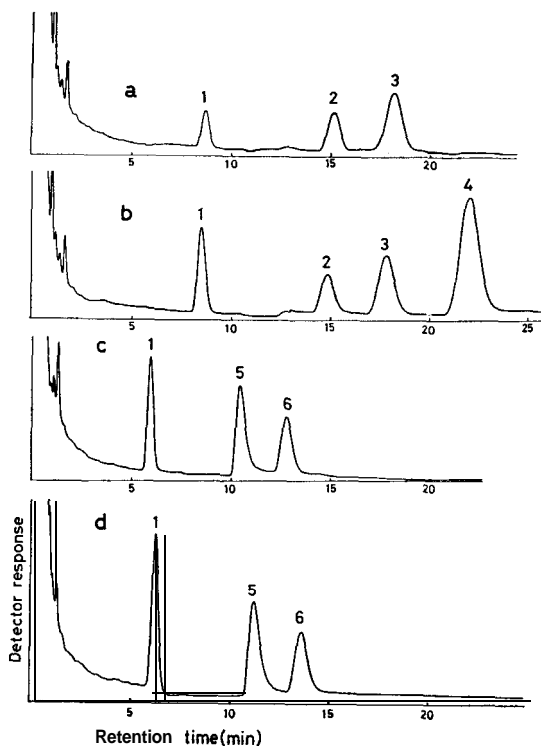 a
1 2 3
5 10 15 20
b
1 2 3 4
5 10 15 20 25
c
1 5 6
5 10 15 20
d
1 5 6
5 10 15 20
Detector response
Retention time(min)